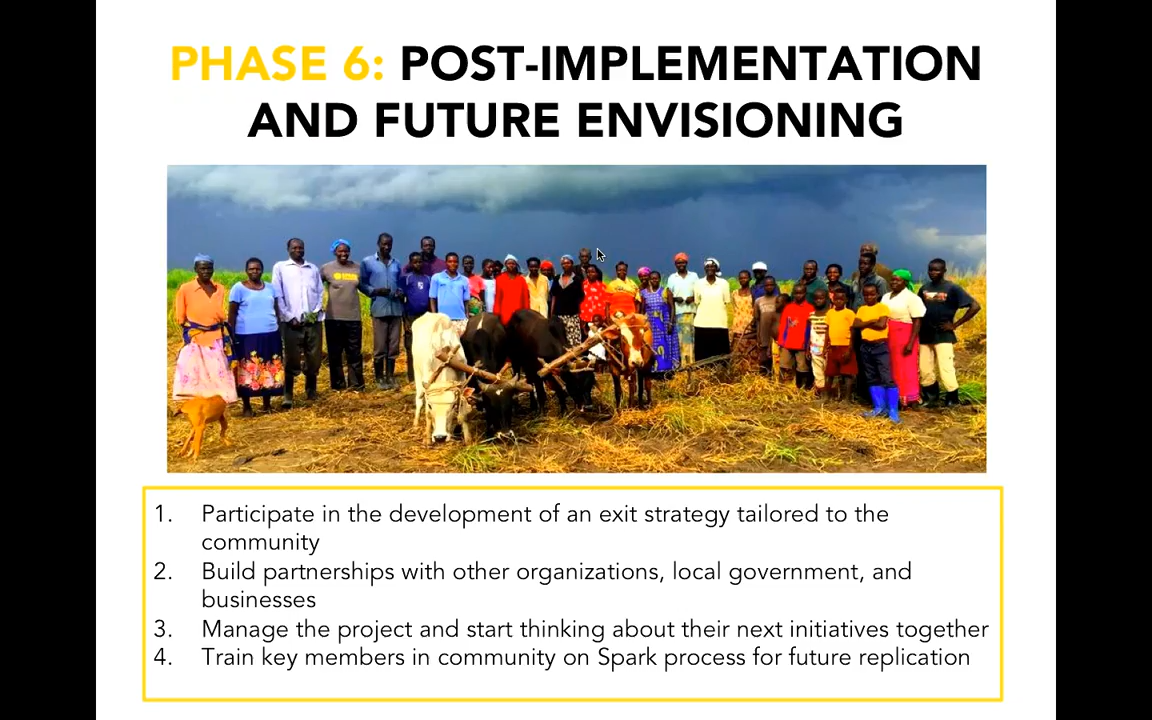 PHASE 6: POST-IMPLEMENTATION
AND FUTURE ENVISIONING
1. Participate in the development of an exit strategy tailored to the
community
2. Build partnerships with other organizations, local government, and
businesses
3. Manage the project and start thinking about their next initiatives together
4. Train key members in community on Spark process for future replication